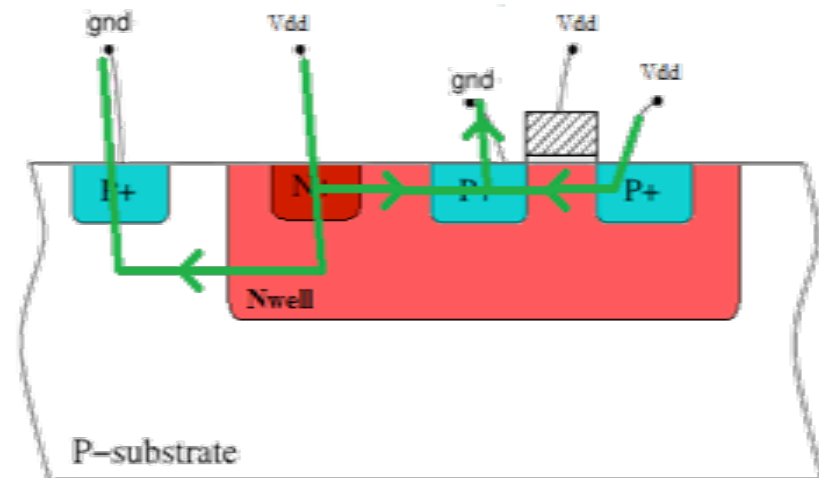 gnd
Vdd
Vdd
gnd
Vdd
P+
N+
P+
P+
Nwell
P−substrate